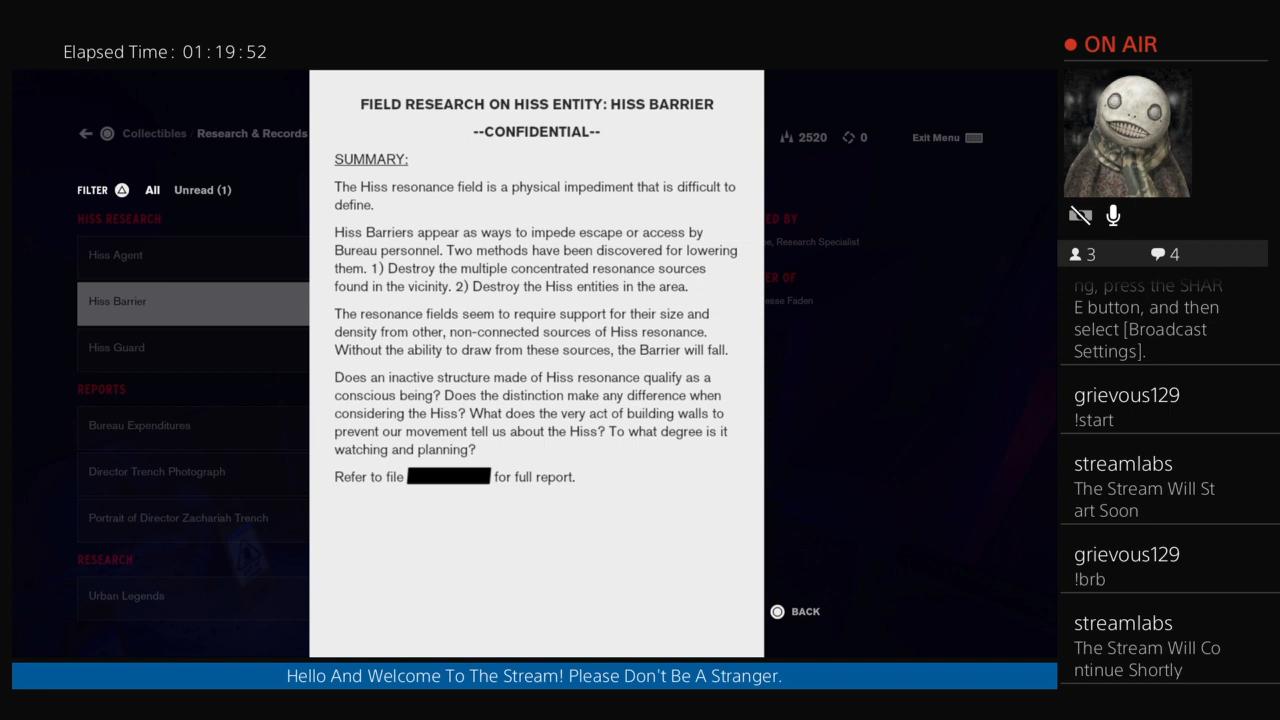 Elapsed Time: 01:19:52
ON AIR
Collectibles / Research & Records
2520
0
Exit Menu
FILTER All Unread (1)
HISS RESEARCH
Hiss Agent
Hiss Barrier
Hiss Guard
REPORTS
Bureau Expenditures
Director Trench Photograph
Portrait of Director Zachariah Trench
RESEARCH
Urban Legends
FIELD RESEARCH ON HISS ENTITY: HISS BARRIER
--CONFIDENTIAL--
SUMMARY:
The Hiss resonance field is a physical impediment that is difficult to
define.
Hiss Barriers appear as ways to impede escape or access by
Bureau personnel. Two methods have been discovered for lowering
them. 1) Destroy the multiple concentrated resonance sources
found in the vicinity. 2) Destroy the Hiss entities in the area.
The resonance fields seem to require support for their size and
density from other, non-connected sources of Hiss resonance.
Without the ability to draw from these sources, the Barrier will fall.
Does an inactive structure made of Hiss resonance qualify as a
conscious being? Does the distinction make any difference when
considering the Hiss? What does the very act of building walls to
prevent our movement tell us about the Hiss? To what degree is it
watching and planning?
Refer to file for full report.
ED BY
e, Research Specialist
ER OF
esse Faden
BACK
3
4
ng, press the SHAR
E button, and then
select [Broadcast
Settings].
grievous129
!start
streamlabs
The Stream Will St
art Soon
grievous129
!brb
streamlabs
The Stream Will Co
ntinue Shortly
Hello And Welcome To The Stream! Please Don't Be A Stranger.